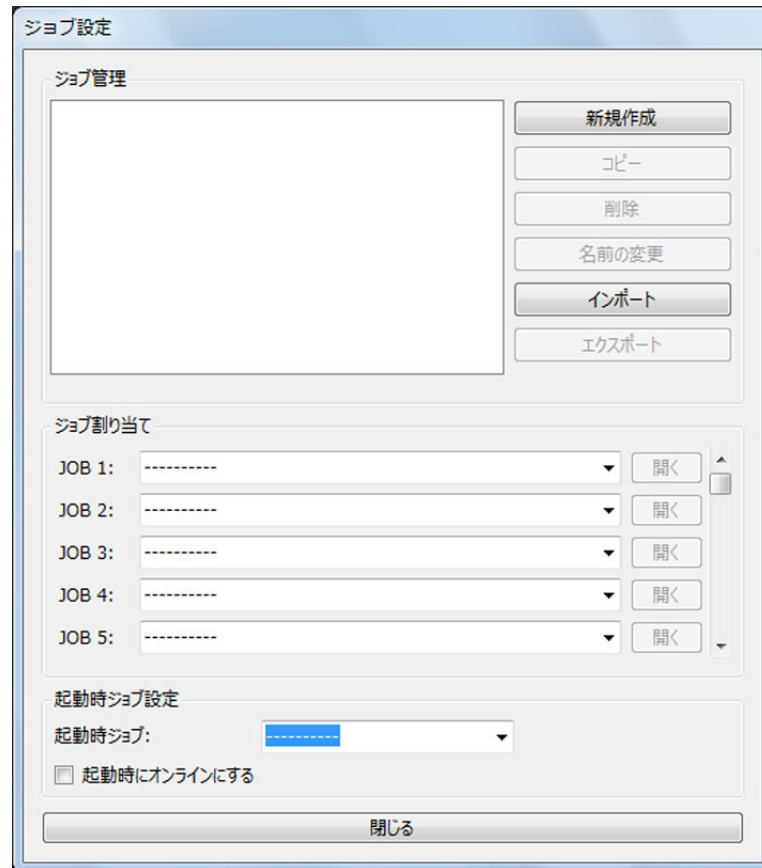 ジョブ設定
ジョブ管理
新規作成
コピー
削除
名前の変更
インポート
エクスポート
ジョブ割り当て
JOB 1: ---------- 開く
JOB 2: ---------- 開く
JOB 3: ---------- 開く
JOB 4: ---------- 開く
JOB 5: ---------- 開く
起動時ジョブ設定
起動時ジョブ: ----------
起動時にオンラインにする
閉じる